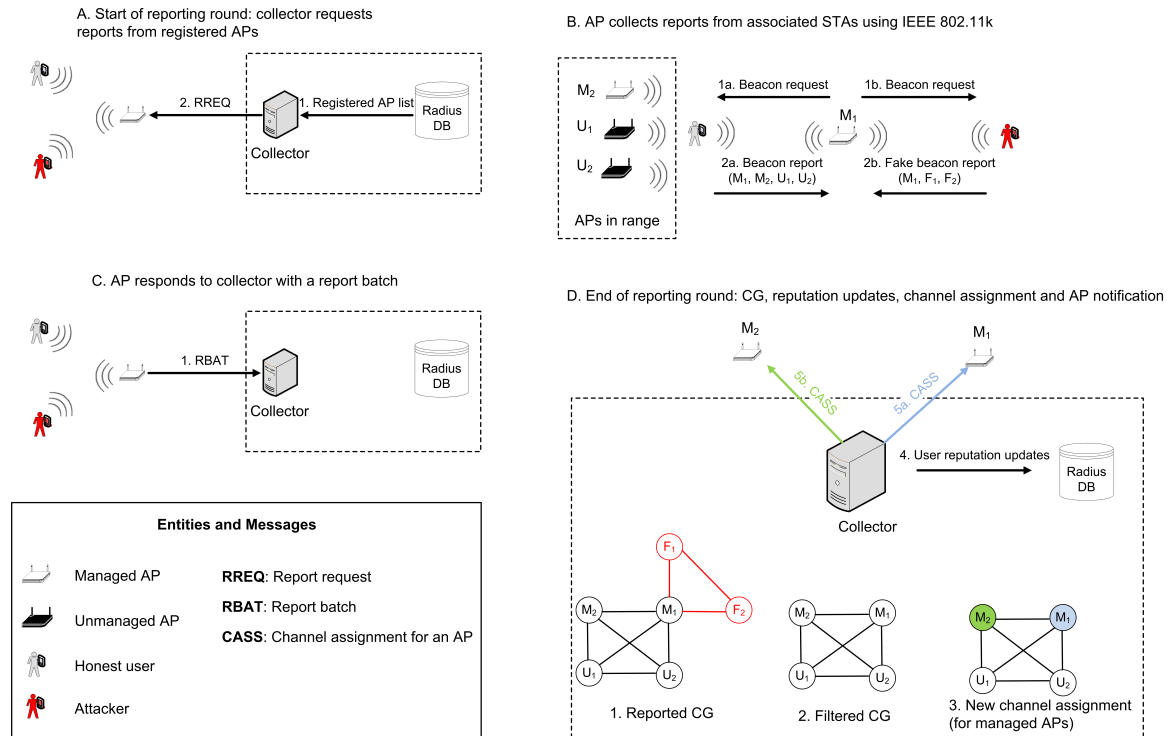 A. Start of reporting round: collector requests
reports from registered APs
2. RREQ
1. Registered AP list
Radius
DB
Collector
B. AP collects reports from associated STAs using IEEE 802.11k
M2
U1
U2
APs in range
1a. Beacon request
1b. Beacon request
M1
2a. Beacon report
(M1, M2, U1, U2)
2b. Fake beacon report
(M1, F1, F2)
C. AP responds to collector with a report batch
1. RBAT
Radius
DB
Collector
D. End of reporting round: CG, reputation updates, channel assignment and AP notification
M2
M1
5b. CASS
5a. CASS
4. User reputation updates
Radius
DB
Collector
F1
M2
M1
F2
U1
U2
1. Reported CG
M2
M1
U1
U2
2. Filtered CG
M2
M1
U1
U2
3. New channel assignment
(for managed APs)
Entities and Messages
Managed AP
Unmanaged AP
Honest user
Attacker
RREQ: Report request
RBAT: Report batch
CASS: Channel assignment for an AP